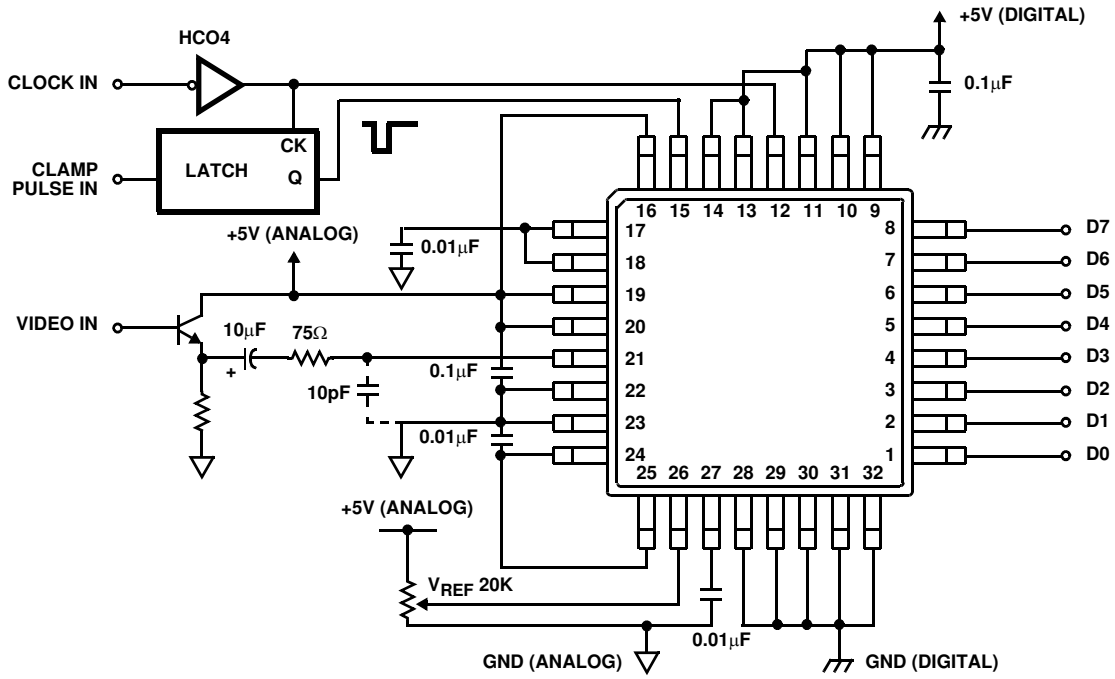 +5V (DIGITAL)
HCO4
CLOCK IN
0.1μF
CK
LATCH
Q
CLAMP
PULSE IN
16 15 14 13 12 11 10 9
+5V (ANALOG)
0.01μF
17
18
19
20
21
22
23
24
8
7
6
5
4
3
2
1
D7
D6
D5
D4
D3
D2
D1
D0
VIDEO IN
10μF
75Ω
+
10pF
0.1μF
0.01μF
25 26 27 28 29 30 31 32
+5V (ANALOG)
VREF 20K
0.01μF
GND (ANALOG)
GND (DIGITAL)